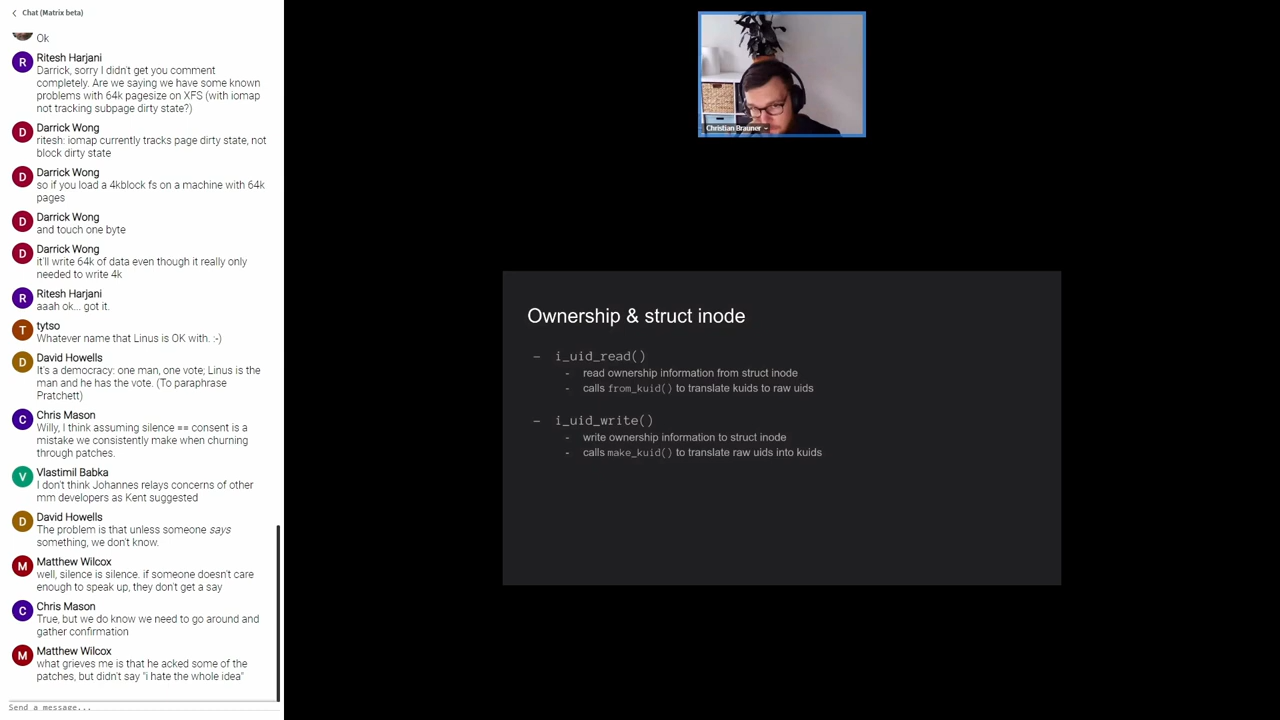 Chat (Matrix beta)
Ok
Ritesh Harjani
Darrick, sorry I didn't get you comment
completely. Are we saying we have some known
problems with 64k pagesize on XFS (with iomap
not tracking subpage dirty state?)
Darrick Wong
ritesh: iomap currently tracks page dirty state, not
block dirty state
Darrick Wong
so if you load a 4kblock fs on a machine with 64k
pages
Darrick Wong
and touch one byte
Darrick Wong
it'll write 64k of data even though it really only
needed to write 4k
Ritesh Harjani
aaah ok... got it.
tytso
Whatever name that Linus is OK with. :-)
David Howells
It's a democracy: one man, one vote; Linus is the
man and he has the vote. (To paraphrase
Pratchett)
Chris Mason
Willy, I think assuming silence == consent is a
mistake we consistently make when churning
through patches.
Vlastimil Babka
I don't think Johannes relays concerns of other
mm developers as Kent suggested
David Howells
The problem is that unless someone says
something, we don't know.
Matthew Wilcox
well, silence is silence. if someone doesn't care
enough to speak up, they don't get a say
Chris Mason
True, but we do know we need to go around and
gather confirmation
Matthew Wilcox
what grieves me is that he acked some of the
patches, but didn't say "i hate the whole idea"
Send a message...
R
D
D
D
D
R
T
D
C
V
D
M
C
M
Christian Brauner
Ownership & struct inode
– i_uid_read()
- read ownership information from struct inode
- calls from_kuid() to translate kuids to raw uids
– i_uid_write()
- write ownership information to struct inode
- calls make_kuid() to translate raw uids into kuids